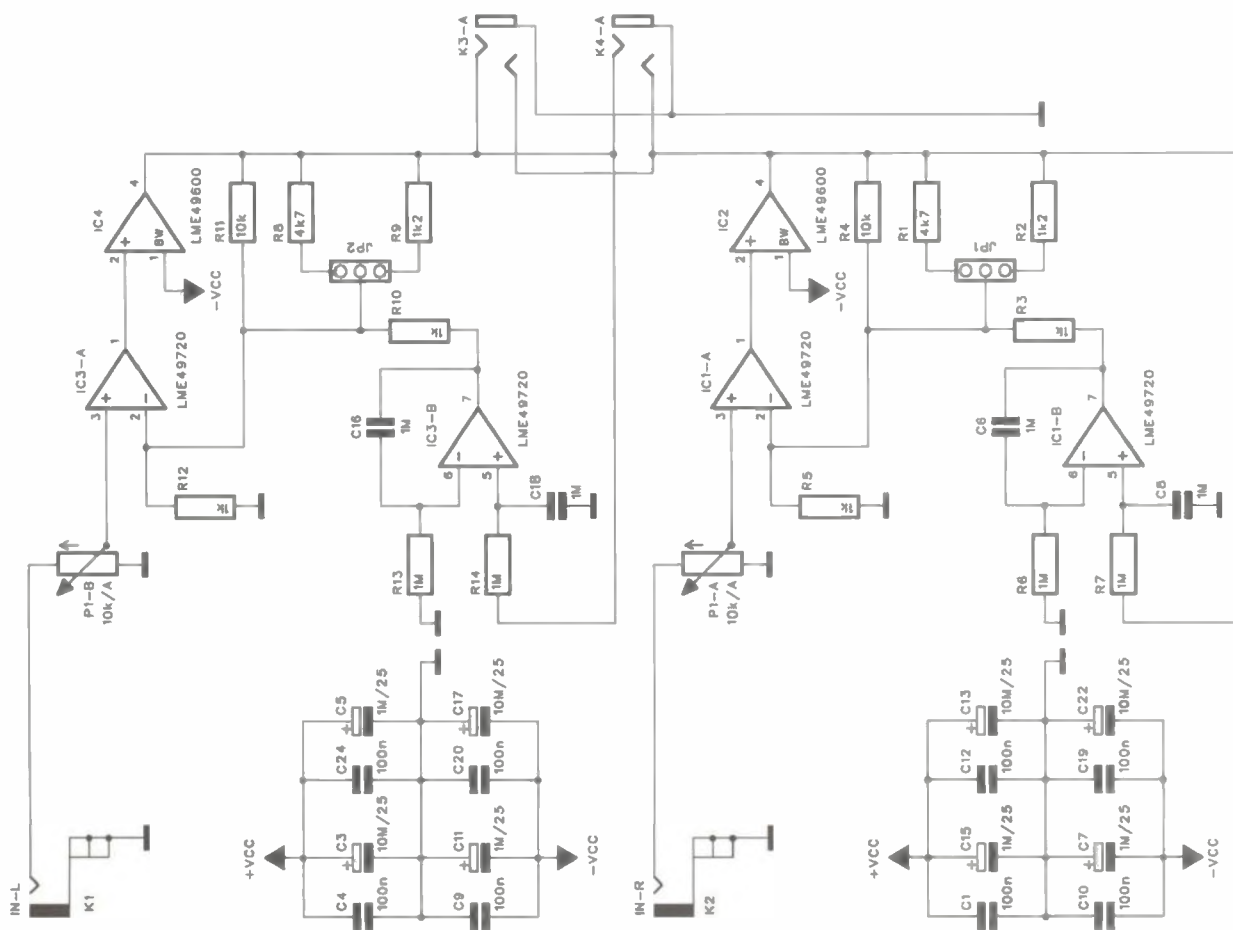 K3-A
K4-A
IC4
4
+
BW
2
1
LME49600
-VCC
R11
10k
R8
4k7
R9
1k2
JP2
R10
1k
IC3-A
1
+
-
3
2
LME49720
C16
1M
IC3-B
7
-
+
6
5
LME49720
R12
1k
C18
1M
P1-B
10k/A
R13
1M
R14
1M
IN-L
K1
+VCC
-VCC
C5
1M/25
+
C17
10M/25
+
C24
100n
C20
100n
C3
10M/25
+
C11
1M/25
+
C4
100n
C9
100n
IC2
4
+
BW
2
1
LME49600
-VCC
R4
10k
R1
4k7
R2
1k2
JP1
R3
1k
IC1-A
1
+
-
3
2
LME49720
C6
1M
IC1-B
7
-
+
6
5
LME49720
R5
1k
C8
1M
P1-A
10k/A
R6
1M
R7
1M
IN-R
K2
+VCC
-VCC
C13
10M/25
+
C22
10M/25
+
C12
100n
C19
100n
C15
1M/25
+
C7
1M/25
+
C1
100n
C10
100n